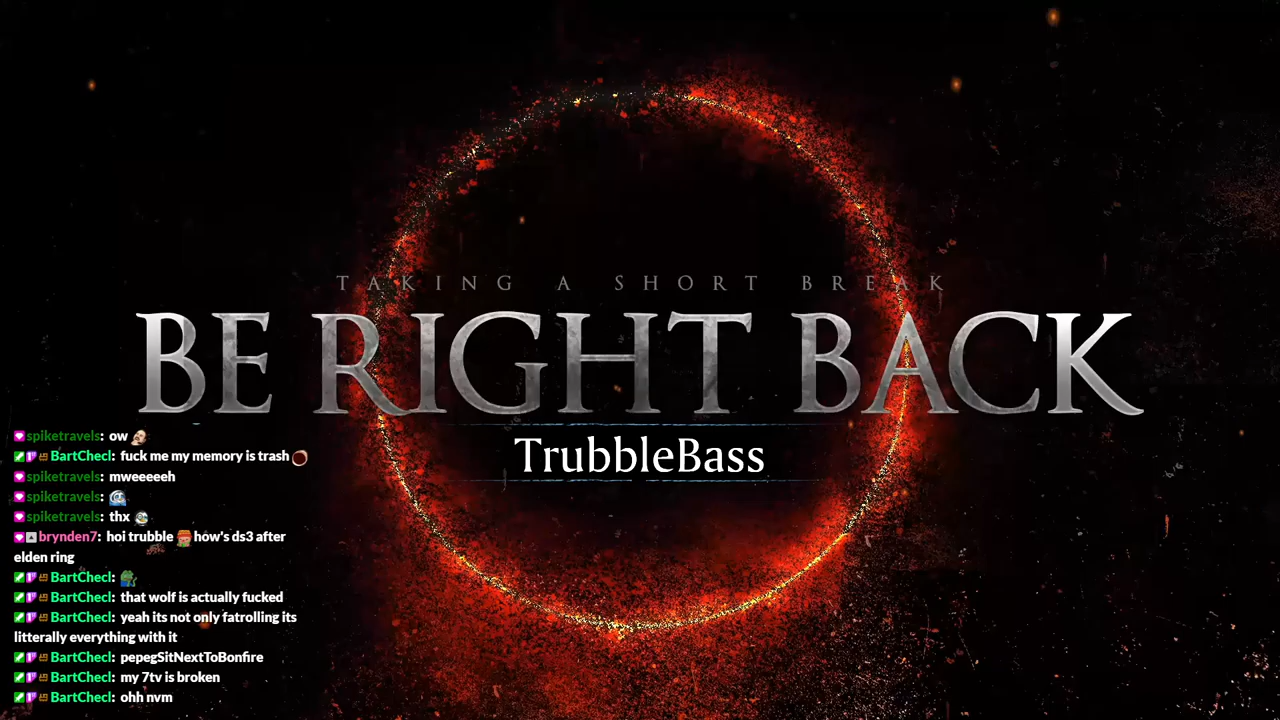 TAKING A SHORT BREAK
BE RIGHT BACK
TrubbleBass
spiketravels: ow
BartChecl: fuck me my memory is trash
spiketravels: mweeeeeh
spiketravels:
spiketravels: thx
brynden7: hoi trubble how's ds3 after
elden ring
BartChecl:
BartChecl: that wolf is actually fucked
BartChecl: yeah its not only fatrolling its
litterally everything with it
BartChecl: pepegSitNextToBonfire
BartChecl: my 7tv is broken
BartChecl: ohh nvm